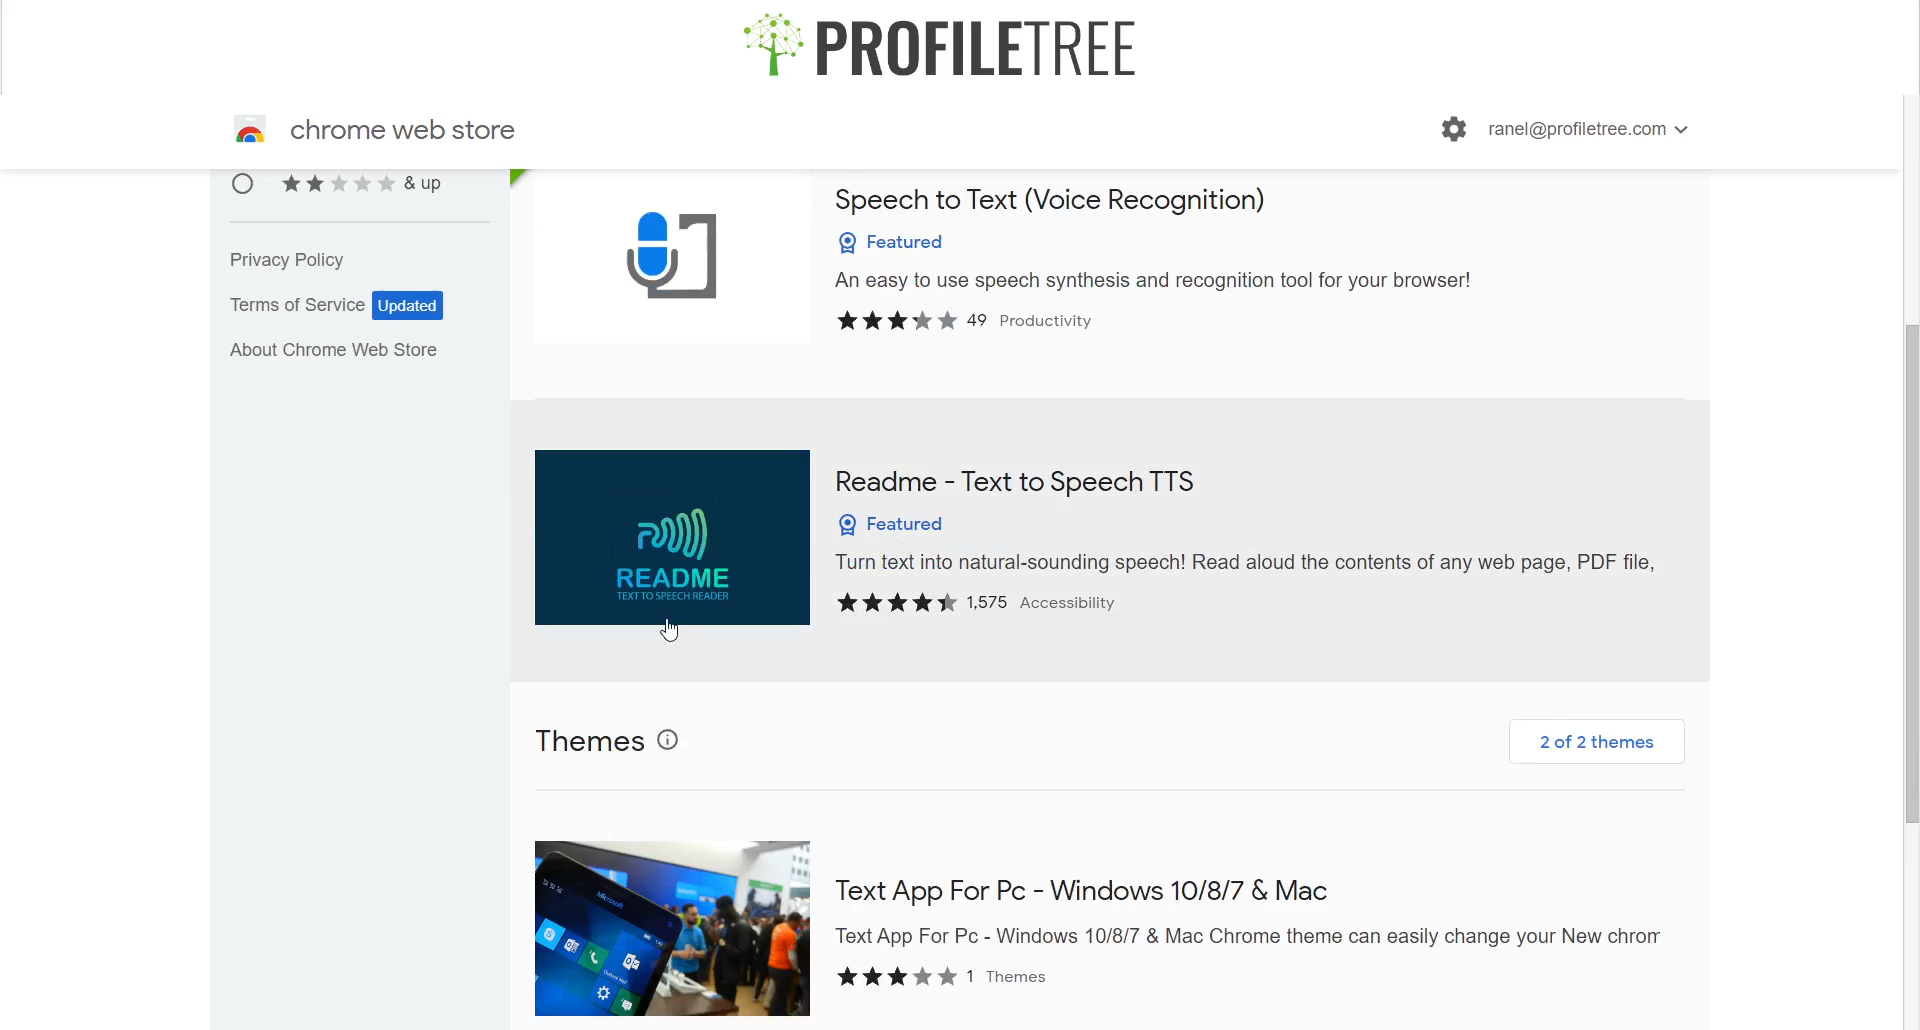 PROFILETREE
chrome web store
ranel@profiletree.com
& up
Privacy Policy
Terms of Service Updated
About Chrome Web Store
Speech to Text (Voice Recognition)
Featured
An easy to use speech synthesis and recognition tool for your browser!
49 Productivity
README
TEXT TO SPEECH READER
Readme - Text to Speech TTS
Featured
Turn text into natural-sounding speech! Read aloud the contents of any web page, PDF file,
1,575 Accessibility
Themes
2 of 2 themes
Microsoft
Outlook Mail
Text App For Pc - Windows 10/8/7 & Mac
Text App For Pc - Windows 10/8/7 & Mac Chrome theme can easily change your New chrom
1 Themes